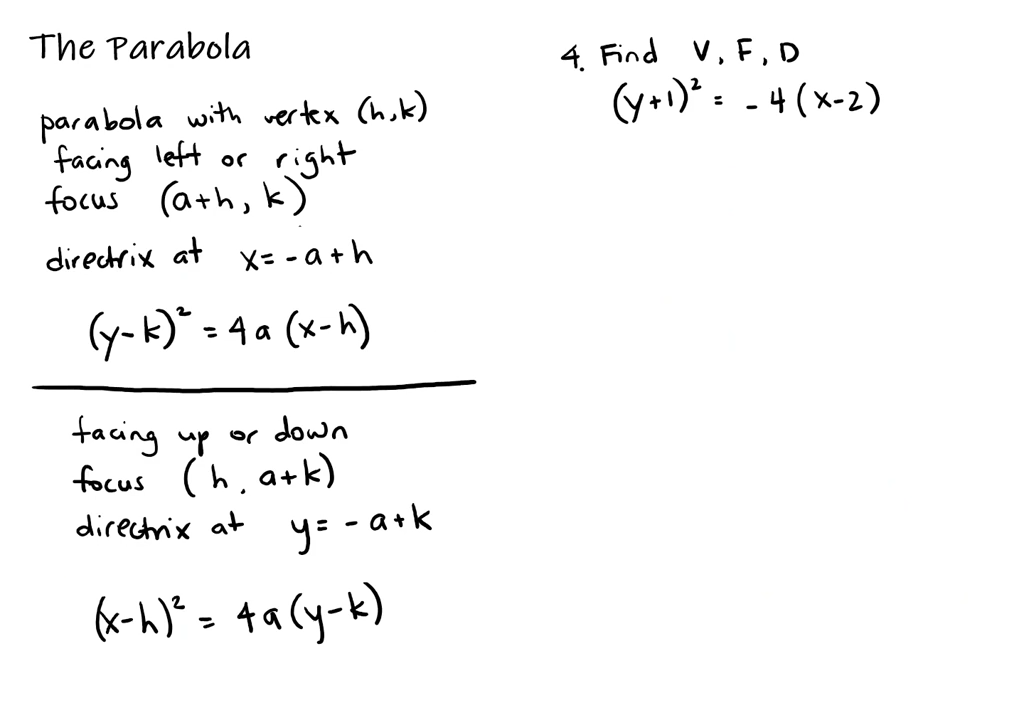 The Parabola
parabola with vertex (h,k)
facing left or right
focus (a+h, k)
directrix at x=-a+h
(y-k)² = 4a (x-h)
facing up or down
focus (h, a+k)
directrix at y=-a+k
(x-h)² = 4a(y-k)
4. Find V, F, D
(y+1)² = -4(x-2)